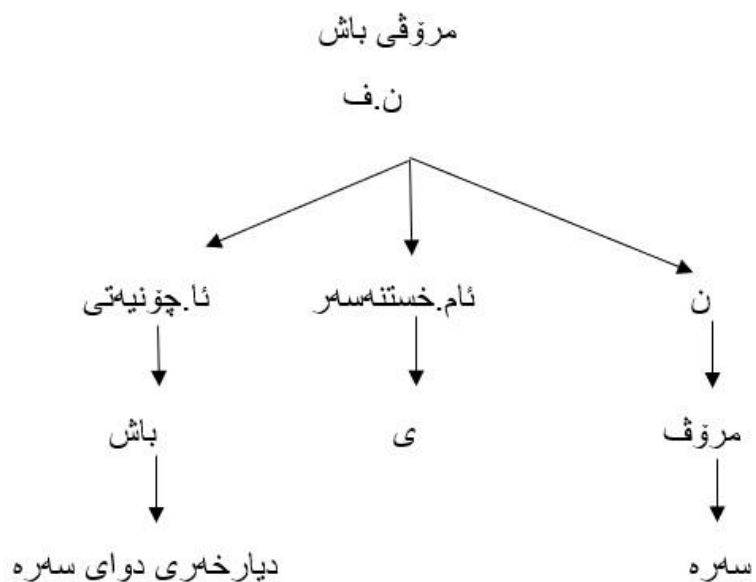 مرۆڤی باش
ن.ف
ن ئام.خستنەسەر ئا.چۆنیەتی
مرۆڤ ی باش
سەرە دیارخەری دوای سەرە